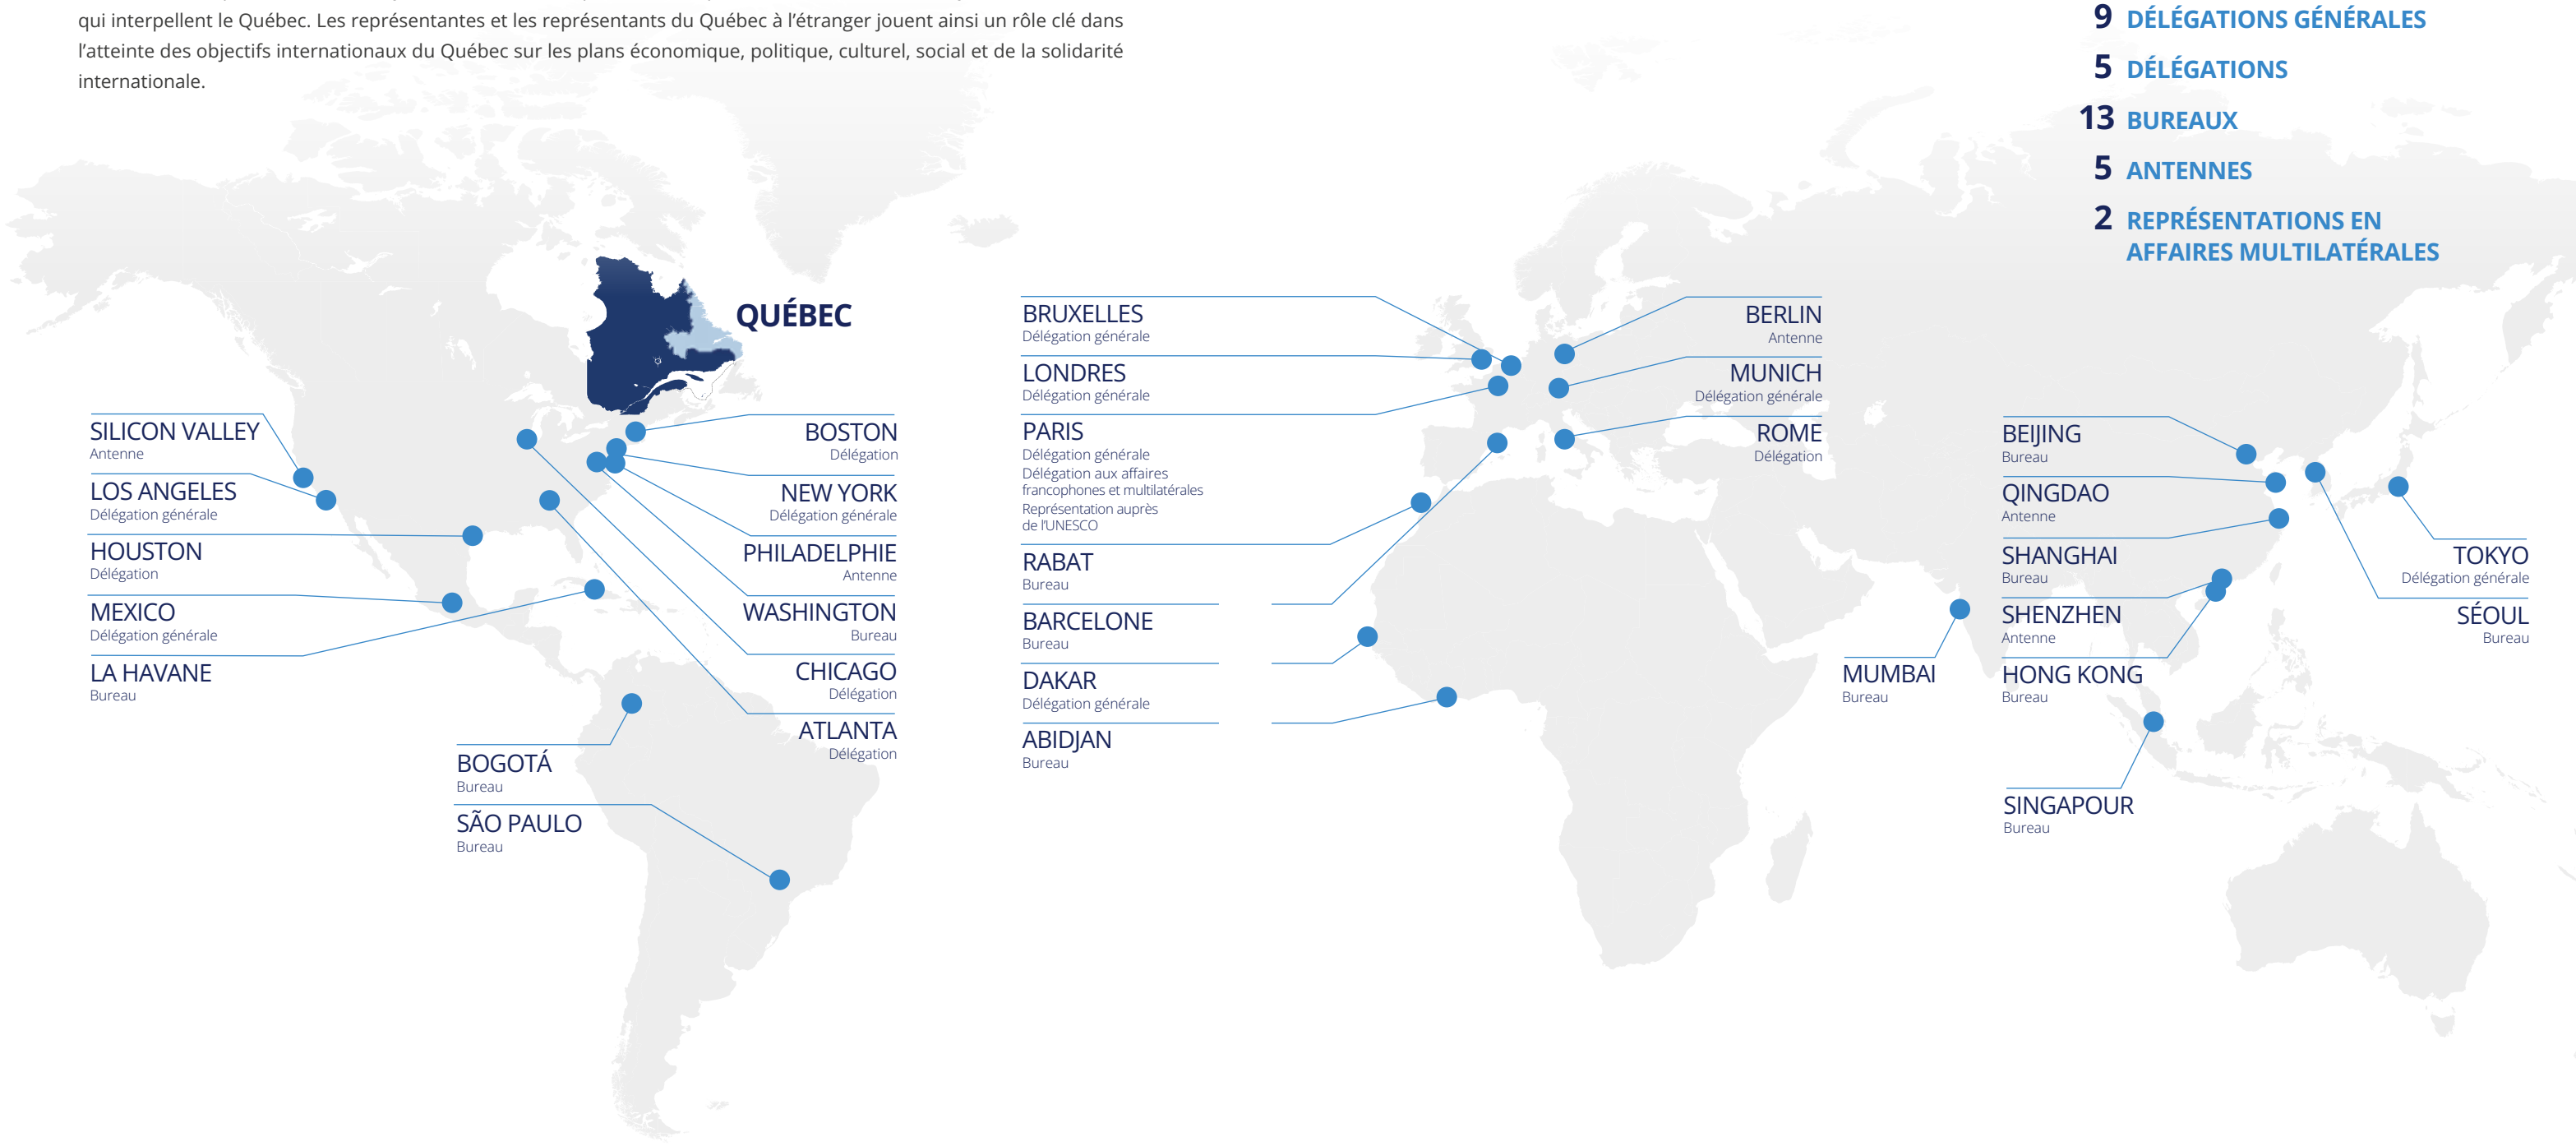 qui interpellent le Québec. Les représentantes et les représentants du Québec à l’étranger jouent ainsi un rôle clé dans
l’atteinte des objectifs internationaux du Québec sur les plans économique, politique, culturel, social et de la solidarité
internationale.
9 DÉLÉGATIONS GÉNÉRALES
5 DÉLÉGATIONS
13 BUREAUX
5 ANTENNES
2 REPRÉSENTATIONS EN
AFFAIRES MULTILATÉRALES
QUÉBEC
SILICON VALLEY
Antenne
LOS ANGELES
Délégation générale
HOUSTON
Délégation
MEXICO
Délégation générale
LA HAVANE
Bureau
BOSTON
Délégation
NEW YORK
Délégation générale
PHILADELPHIE
Antenne
WASHINGTON
Bureau
CHICAGO
Délégation
ATLANTA
Délégation
BOGOTÁ
Bureau
SÃO PAULO
Bureau
BRUXELLES
Délégation générale
LONDRES
Délégation générale
PARIS
Délégation générale
Délégation aux affaires
francophones et multilatérales
Représentation auprès
de l’UNESCO
RABAT
Bureau
BARCELONE
Bureau
DAKAR
Délégation générale
ABIDJAN
Bureau
BERLIN
Antenne
MUNICH
Délégation générale
ROME
Délégation
MUMBAI
Bureau
BEIJING
Bureau
QINGDAO
Antenne
SHANGHAI
Bureau
SHENZHEN
Antenne
HONG KONG
Bureau
SINGAPOUR
Bureau
TOKYO
Délégation générale
SÉOUL
Bureau